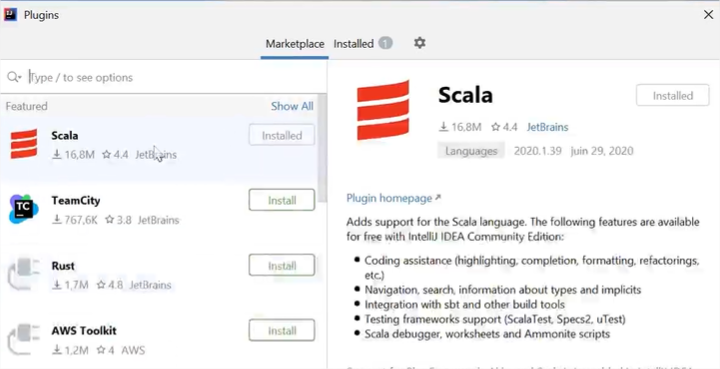 Plugins
Marketplace Installed 1
Type / to see options
Featured Show All
Scala
16,8M 4.4 JetBrains
Installed
TC
TeamCity
767,6K 3.8 JetBrains
Install
Rust
1,7M 4.8 JetBrains
Install
AWS Toolkit
1,2M 4 AWS
Install
Scala
Installed
16,8M 4.4 JetBrains
Languages 2020.1.39 juin 29, 2020
Plugin homepage
Adds support for the Scala language. The following features are available
for free with IntelliJ IDEA Community Edition:
• Coding assistance (highlighting, completion, formatting, refactorings,
etc.)
• Navigation, search, information about types and implicits
• Integration with sbt and other build tools
• Testing frameworks support (ScalaTest, Specs2, uTest)
• Scala debugger, worksheets and Ammonite scripts